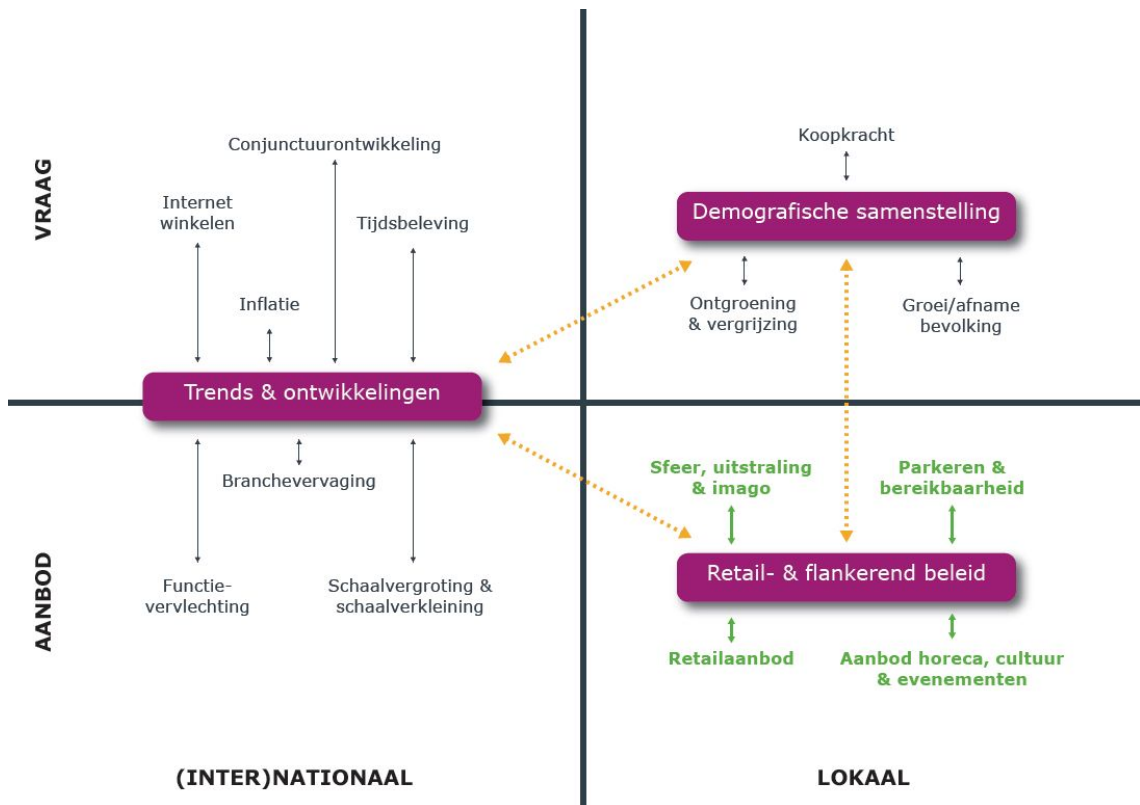 VRAAG
Conjunctuurontwikkeling
Internet
winkelen
Tijdsbeleving
Inflatie
Trends & ontwikkelingen
Koopkracht
Demografische samenstelling
Ontgroening
& vergrijzing
Groei/afname
bevolking
AANBOD
Branchevervaging
Functie-
vervlechting
Schaalvergroting &
schaalverkleining
Sfeer, uitstraling
& imago
Parkeren &
bereikbaarheid
Retail- & flankerend beleid
Retailaanbod
Aanbod horeca, cultuur
& evenementen
(INTER)NATIONAAL
LOKAAL